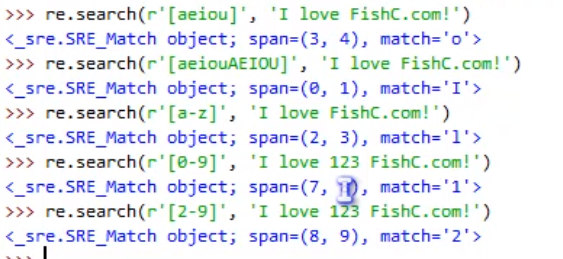 >>> re.search(r'[aeiou]', 'I love FishC.com!')
<_sre.SRE_Match object; span=(3, 4), match='o'>
>>> re.search(r'[aeiouAEIOU]', 'I love FishC.com!')
<_sre.SRE_Match object; span=(0, 1), match='I'>
>>> re.search(r'[a-z]', 'I love FishC.com!')
<_sre.SRE_Match object; span=(2, 3), match='l'>
>>> re.search(r'[0-9]', 'I love 123 FishC.com!')
<_sre.SRE_Match object; span=(7, ), match='1'>
>>> re.search(r'[2-9]', 'I love 123 FishC.com!')
<_sre.SRE_Match object; span=(8, 9), match='2'>
>>>